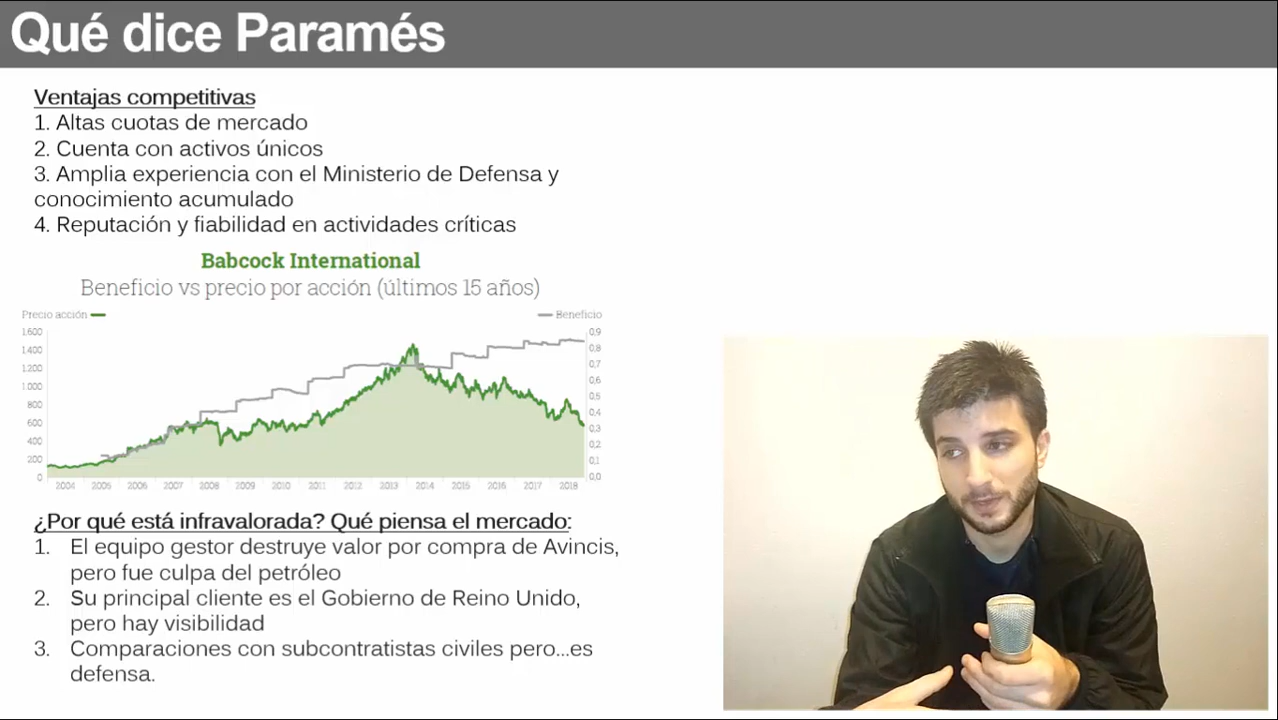 Qué dice Paramés
Ventajas competitivas
1. Altas cuotas de mercado
2. Cuenta con activos únicos
3. Amplia experiencia con el Ministerio de Defensa y
conocimiento acumulado
4. Reputación y fiabilidad en actividades críticas
Babcock International
Beneficio vs precio por acción (últimos 15 años)
Precio acción
Beneficio
1.600
1.400
1.200
1.000
800
600
400
200
0
0,9
0,8
0,7
0,6
0,5
0,4
0,3
0,2
0,1
0,0
2004 2005 2006 2007 2008 2009 2010 2011 2012 2013 2014 2015 2016 2017 2018
¿Por qué está infravalorada? Qué piensa el mercado:
1. El equipo gestor destruye valor por compra de Avincis,
pero fue culpa del petróleo
2. Su principal cliente es el Gobierno de Reino Unido,
pero hay visibilidad
3. Comparaciones con subcontratistas civiles pero...es
defensa.